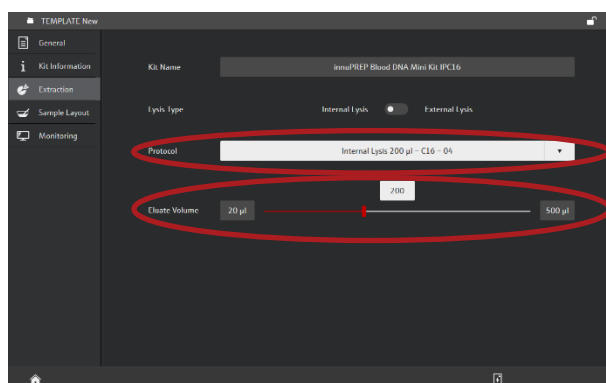 TEMPLATE New
General
Kit Information
Extraction
Sample Layout
Monitoring
Kit Name innuPREP Blood DNA Mini Kit IPC16
Lysis Type Internal Lysis External Lysis
Protocol Internal Lysis 200 µl – C16 – 04
200
Eluate Volume 20 µl 500 µl